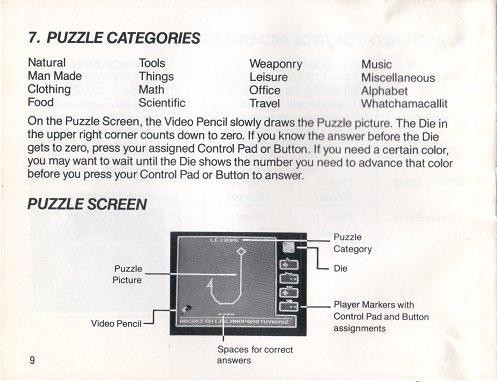 7. PUZZLE CATEGORIES
Natural Tools Weaponry Music
Man Made Things Leisure Miscellaneous
Clothing Math Office Alphabet
Food Scientific Travel Whatchamacallit
On the Puzzle Screen, the Video Pencil slowly draws the Puzzle picture. The Die in
the upper right corner counts down to zero. If you know the answer before the Die
gets to zero, press your assigned Control Pad or Button. If you need a certain color,
you may want to wait until the Die shows the number you need to advance that color
before you press your Control Pad or Button to answer.
PUZZLE SCREEN
LEISURE
Puzzle
Category
Die
Puzzle
Picture
Player Markers with
Control Pad and Button
assignments
Video Pencil
ABCDEFGHIJKLMNOPQRSTUVWXYZ
Spaces for correct
answers
9